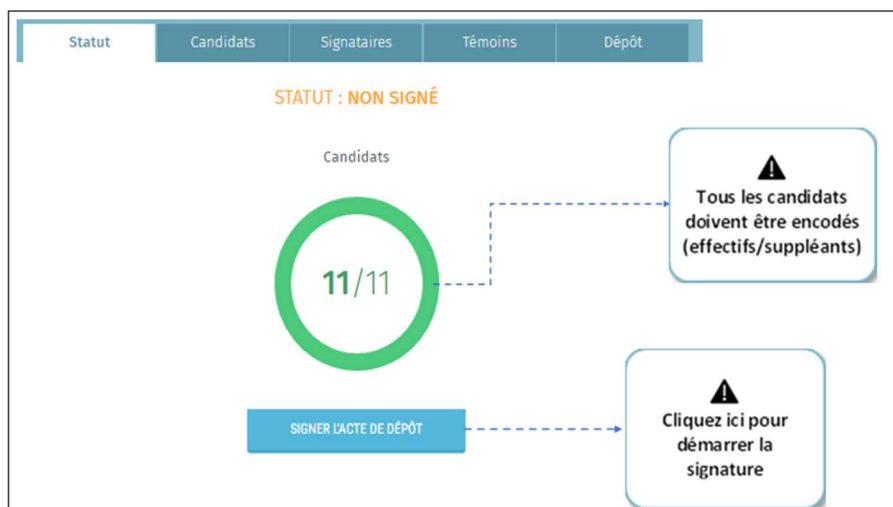 Statut Candidats Signataires Témoins Dépôt
STATUT : NON SIGNÉ
Candidats
11/11
Tous les candidats
doivent être encodés
(effectifs/suppléants)
SIGNER L'ACTE DE DÉPÔT
Cliquez ici pour
démarrer la
signature